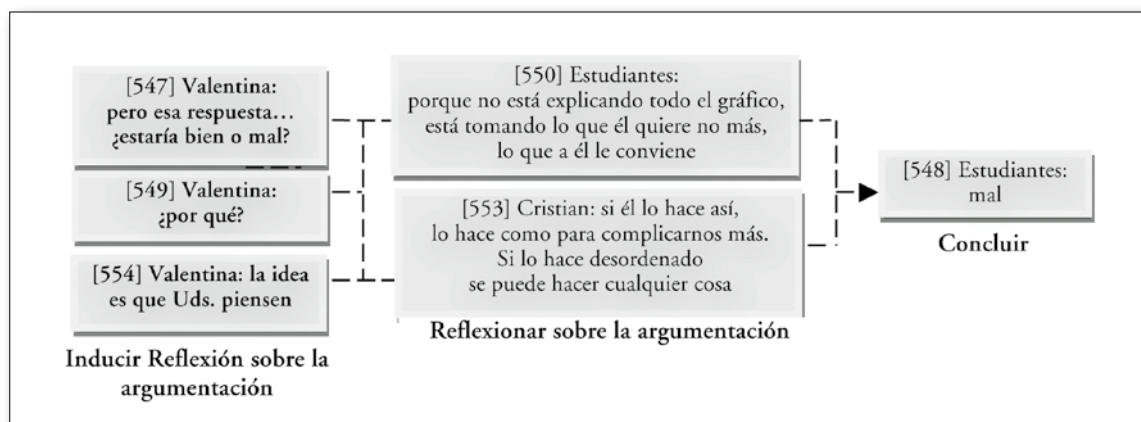 [547] Valentina:
pero esa respuesta…
¿estaría bien o mal?
[549] Valentina:
¿por qué?
[554] Valentina: la idea
es que Uds. piensen
Inducir Reflexión sobre la
argumentación
[550] Estudiantes:
porque no está explicando todo el gráfico,
está tomando lo que él quiere no más,
lo que a él le conviene
[553] Cristian: si él lo hace así,
lo hace como para complicarnos más.
Si lo hace desordenado
se puede hacer cualquier cosa
Reflexionar sobre la argumentación
[548] Estudiantes:
mal
Concluir